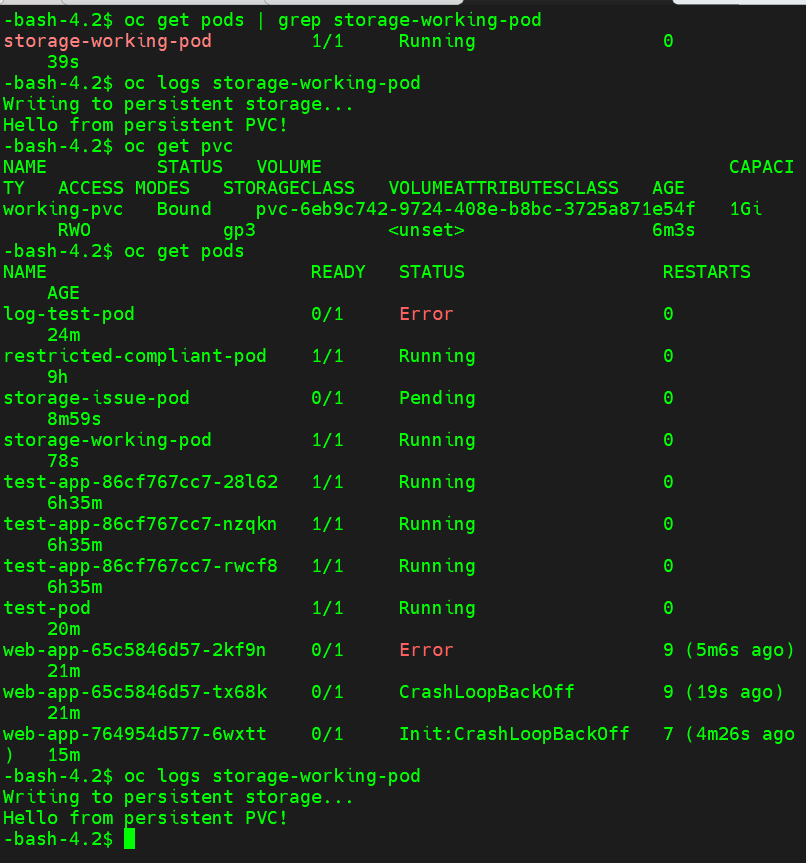 -bash-4.2$ oc get pods | grep storage-working-pod
storage-working-pod         1/1     Running                 0
    39s
-bash-4.2$ oc logs storage-working-pod
Writing to persistent storage...
Hello from persistent PVC!
-bash-4.2$ oc get pvc
NAME          STATUS   VOLUME                                     CAPACI
TY   ACCESS MODES   STORAGECLASS   VOLUMEATTRIBUTESCLASS   AGE
working-pvc   Bound    pvc-6eb9c742-9724-408e-b8bc-3725a871e54f   1Gi
     RWO            gp3            <unset>                 6m3s
-bash-4.2$ oc get pods
NAME                        READY   STATUS                  RESTARTS
    AGE
log-test-pod                0/1     Error                   0
    24m
restricted-compliant-pod    1/1     Running                 0
    9h
storage-issue-pod           0/1     Pending                 0
    8m59s
storage-working-pod         1/1     Running                 0
    78s
test-app-86cf767cc7-28l62   1/1     Running                 0
    6h35m
test-app-86cf767cc7-nzqkn   1/1     Running                 0
    6h35m
test-app-86cf767cc7-rwcf8   1/1     Running                 0
    6h35m
test-pod                    1/1     Running                 0
    20m
web-app-65c5846d57-2kf9n    0/1     Error                   9 (5m6s ago)
    21m
web-app-65c5846d57-tx68k    0/1     CrashLoopBackOff        9 (19s ago)
    21m
web-app-764954d577-6wxtt    0/1     Init:CrashLoopBackOff   7 (4m26s ago
)   15m
-bash-4.2$ oc logs storage-working-pod
Writing to persistent storage...
Hello from persistent PVC!
-bash-4.2$